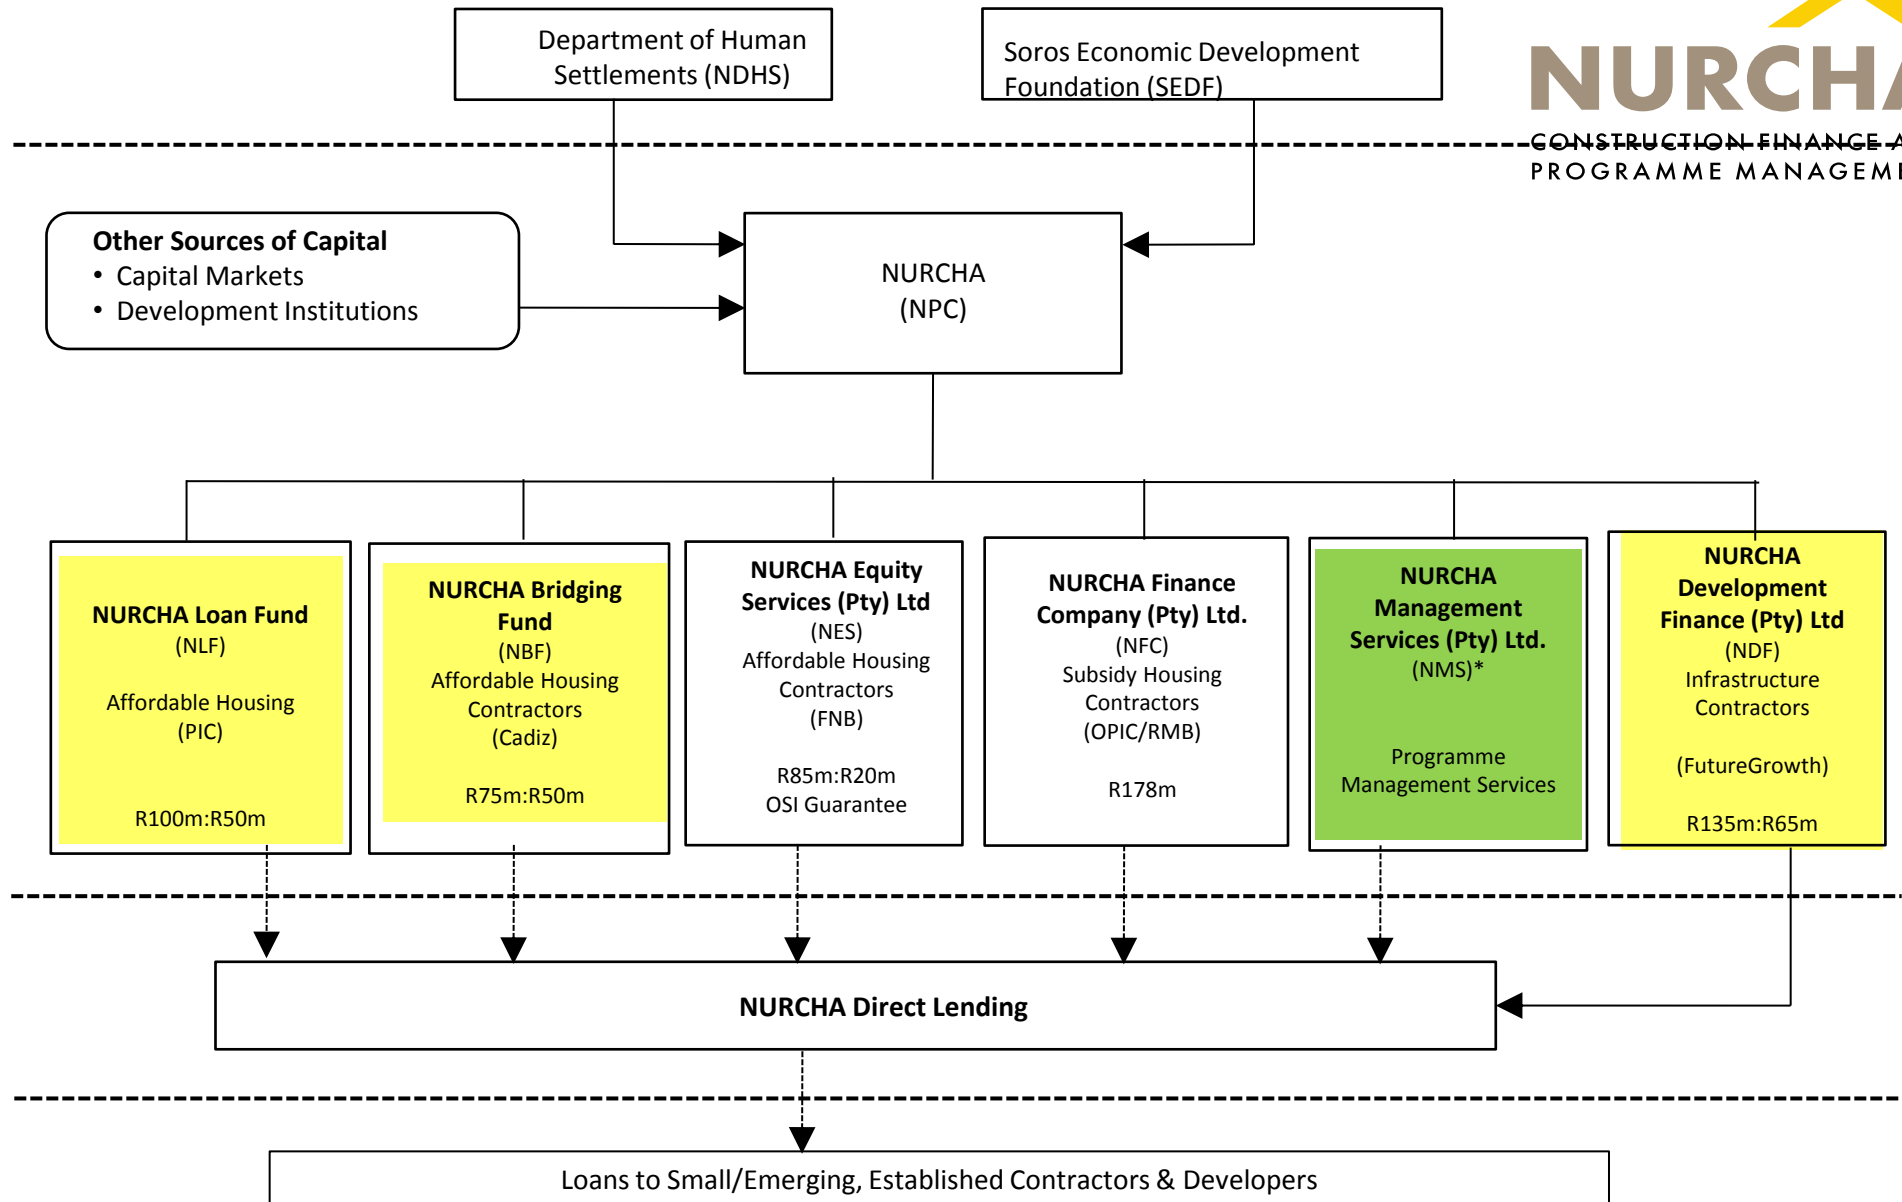 Department of Human
Settlements (NDHS)
Soros Economic Development
Foundation (SEDF)
NURCHA
CONSTRUCTION FINANCE A
PROGRAMME MANAGEME
Other Sources of Capital
• Capital Markets
• Development Institutions
NURCHA
(NPC)
NURCHA Loan Fund
(NLF)
Affordable Housing
(PIC)
R100m:R50m
NURCHA Bridging
Fund
(NBF)
Affordable Housing
Contractors
(Cadiz)
R75m:R50m
NURCHA Equity
Services (Pty) Ltd
(NES)
Affordable Housing
Contractors
(FNB)
R85m:R20m
OSI Guarantee
NURCHA Finance
Company (Pty) Ltd.
(NFC)
Subsidy Housing
Contractors
(OPIC/RMB)
R178m
NURCHA
Management
Services (Pty) Ltd.
(NMS)*
Programme
Management Services
NURCHA
Development
Finance (Pty) Ltd
(NDF)
Infrastructure
Contractors
(FutureGrowth)
R135m:R65m
NURCHA Direct Lending
Loans to Small/Emerging, Established Contractors & Developers